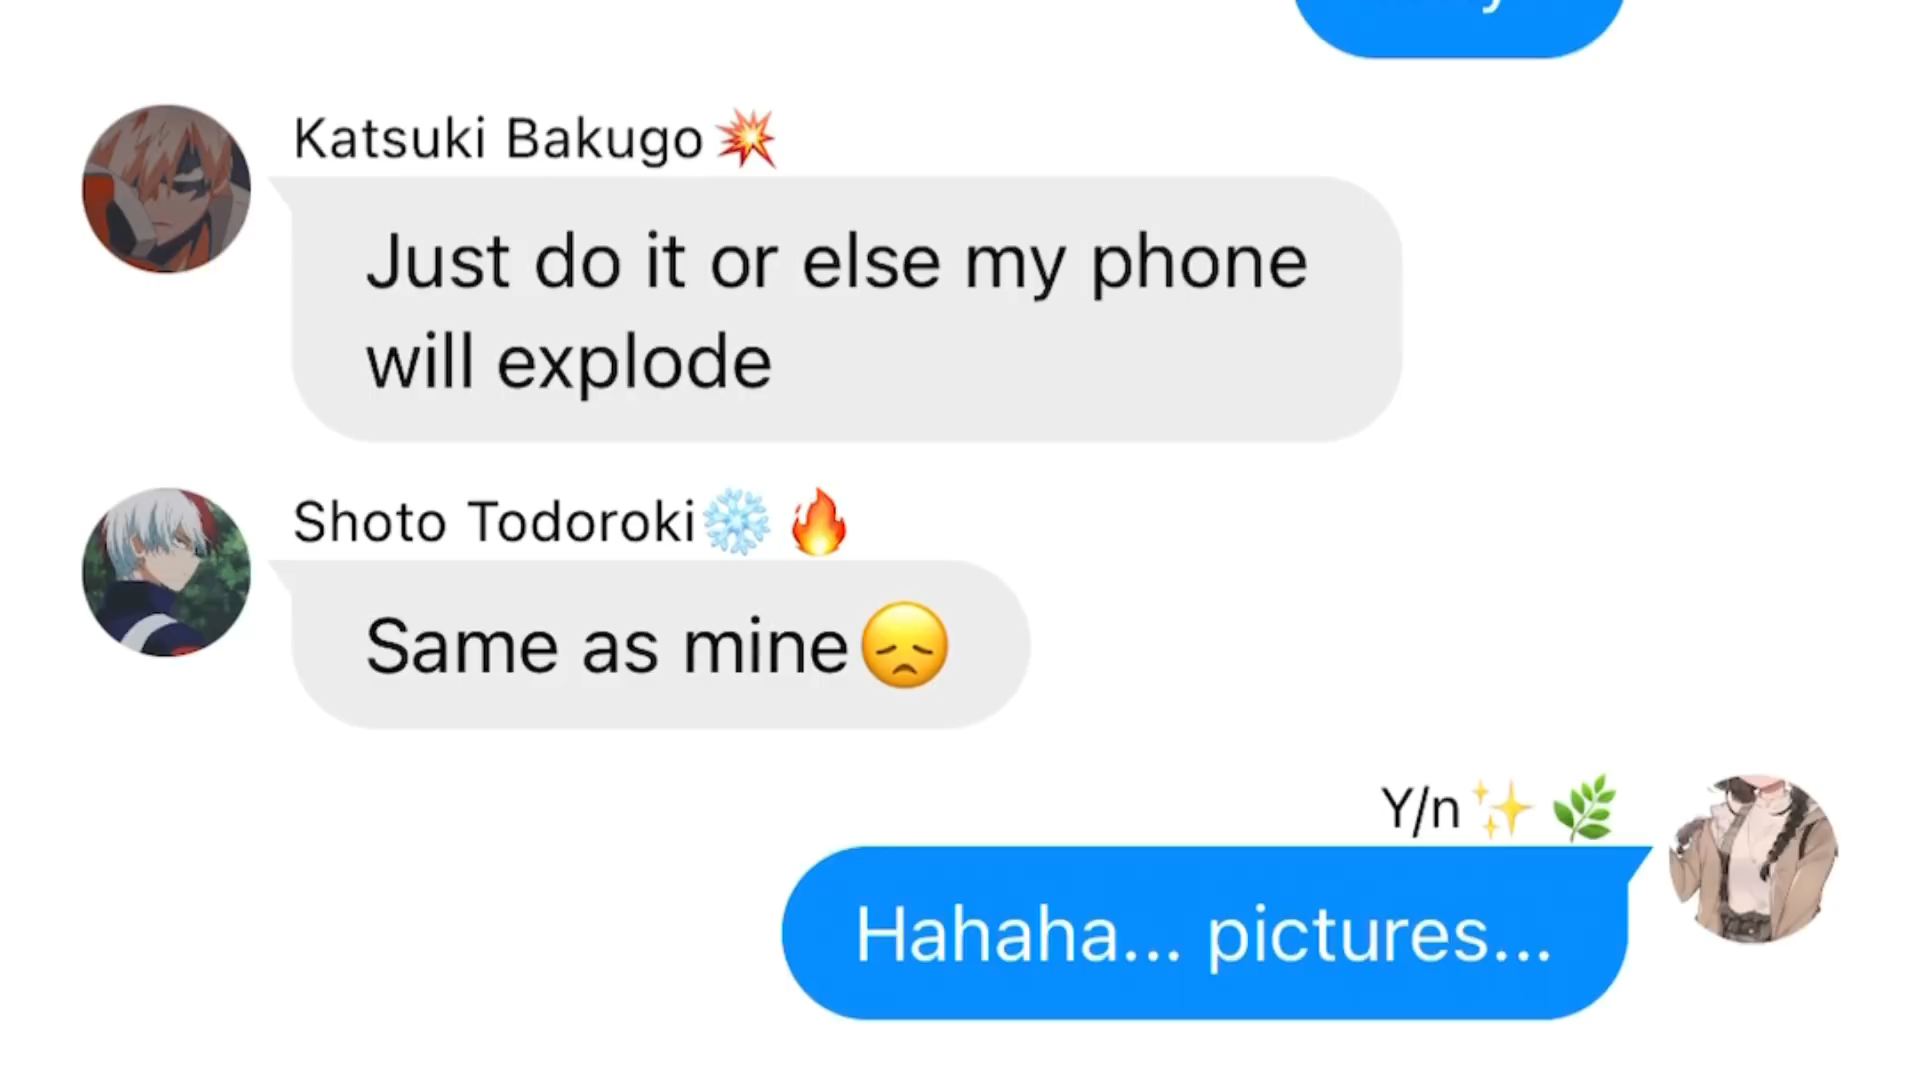 Katsuki Bakugo💥
Just do it or else my phone
will explode
Shoto Todoroki❄️🔥
Same as mine😞
Y/n✨🌿
Hahaha... pictures...